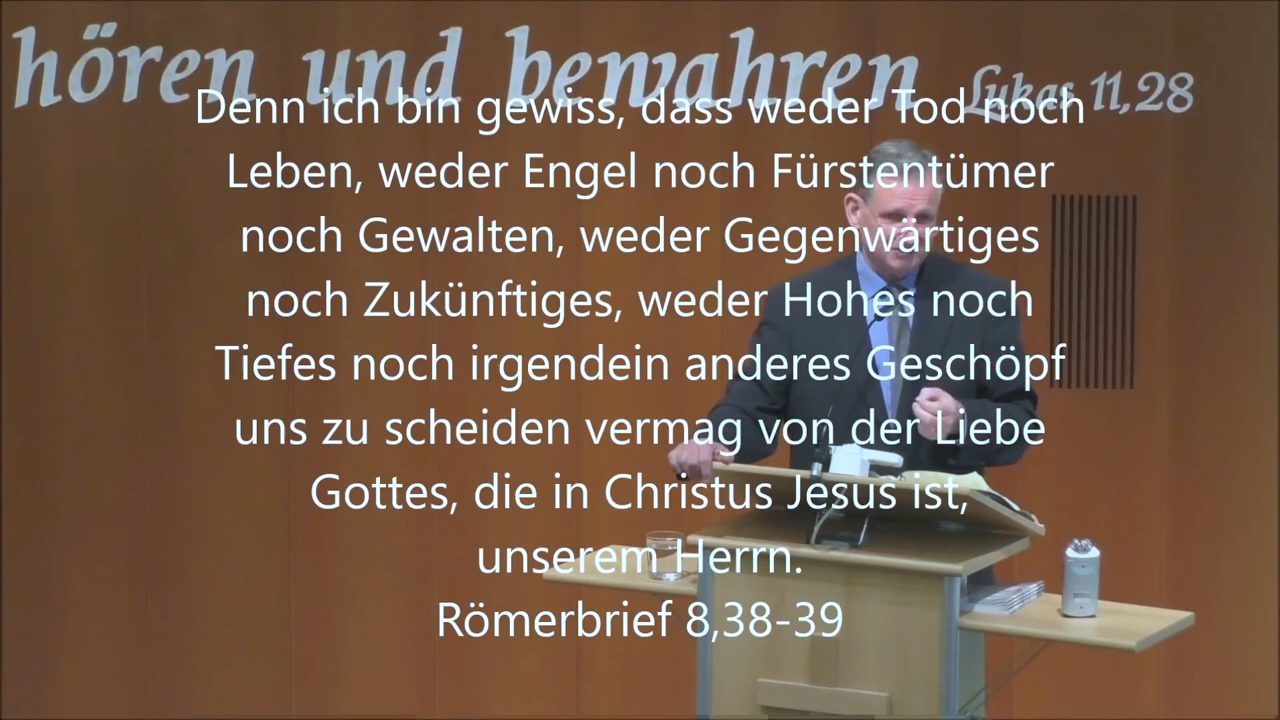 hören und bewahren Lukas 11,28
Denn ich bin gewiss, dass weder Tod noch
Leben, weder Engel noch Fürstentümer
noch Gewalten, weder Gegenwärtiges
noch Zukünftiges, weder Hohes noch
Tiefes noch irgendein anderes Geschöpf
uns zu scheiden vermag von der Liebe
Gottes, die in Christus Jesus ist,
unserem Herrn.
Römerbrief 8,38-39